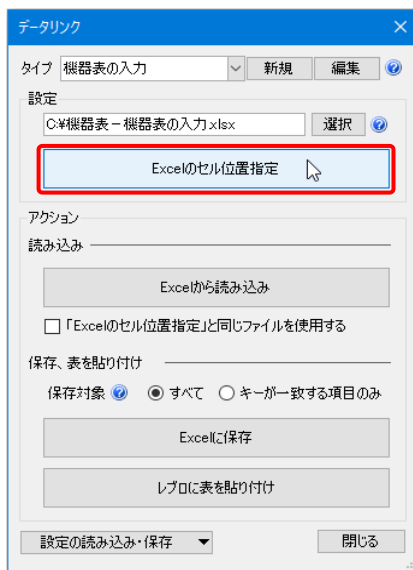 データリンク
タイプ 機器表の入力 新規 編集
設定
C:¥機器表－機器表の入力.xlsx 選択
Excelのセル位置指定
アクション
読み込み
Excelから読み込み
「Excelのセル位置指定」と同じファイルを使用する
保存、表を貼り付け
保存対象 すべて キーが一致する項目のみ
Excelに保存
レブロに表を貼り付け
設定の読み込み・保存 閉じる